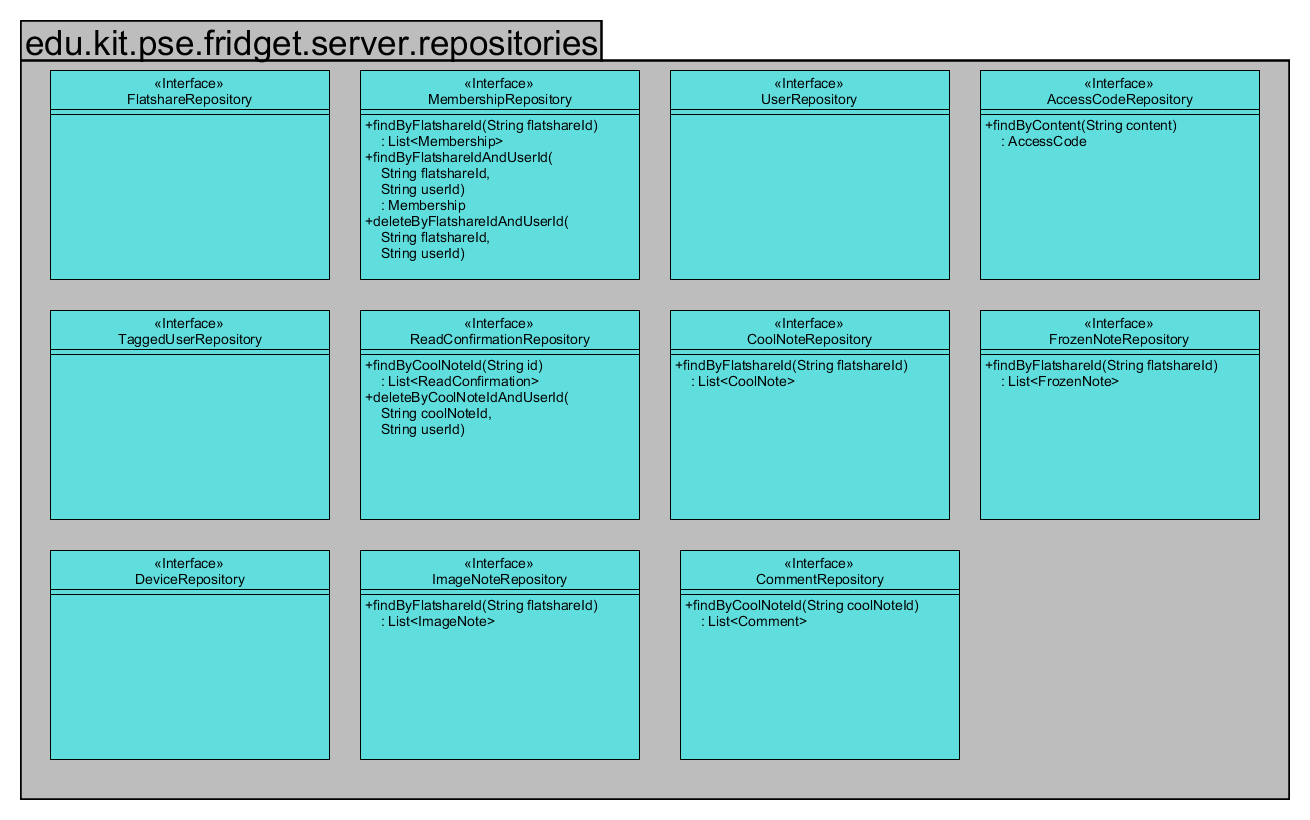 edu.kit.pse.fridget.server.repositories
«Interface»
FlatshareRepository
«Interface»
MembershipRepository
+findByFlatshareId(String flatshareId)
: List<Membership>
+findByFlatshareIdAndUserId(
String flatshareId,
String userId)
: Membership
+deleteByFlatshareIdAndUserId(
String flatshareId,
String userId)
«Interface»
UserRepository
«Interface»
AccessCodeRepository
+findByContent(String content)
: AccessCode
«Interface»
TaggedUserRepository
«Interface»
ReadConfirmationRepository
+findByCoolNoteId(String id)
: List<ReadConfirmation>
+deleteByCoolNoteIdAndUserId(
String coolNoteId,
String userId)
«Interface»
CoolNoteRepository
+findByFlatshareId(String flatshareId)
: List<CoolNote>
«Interface»
FrozenNoteRepository
+findByFlatshareId(String flatshareId)
: List<FrozenNote>
«Interface»
DeviceRepository
«Interface»
ImageNoteRepository
+findByFlatshareId(String flatshareId)
: List<ImageNote>
«Interface»
CommentRepository
+findByCoolNoteId(String coolNoteId)
: List<Comment>